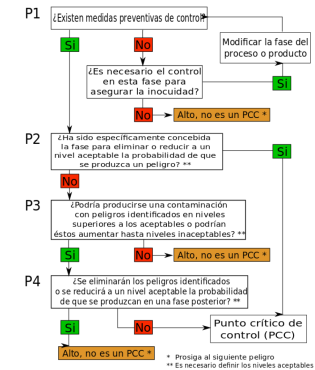 P1
¿Existen medidas preventivas de control?
Si
No
Modificar la fase del
proceso o producto
¿Es necesario el control
en esta fase para
asegurar la inocuidad?
Si
No
Alto, no es un PCC *
P2
¿Ha sido específicamente concebida
la fase para eliminar o reducir a un
nivel aceptable la probabilidad de que
se produzca un peligro? **
Si
No
P3
¿Podría producirse una contaminación
con peligros identificados en niveles
superiores a los aceptables o podrían
éstos aumentar hasta niveles inaceptables? **
Si
No
Alto, no es un PCC *
P4
¿Se eliminarán los peligros identificados
o se reducirá a un nivel aceptable la probabilidad
de que se produzcan en una fase posterior? **
Si
No
Punto crítico de
control (PCC)
Alto, no es un PCC *
* Prosiga al siguiente peligro
** Es necesario definir los niveles aceptables